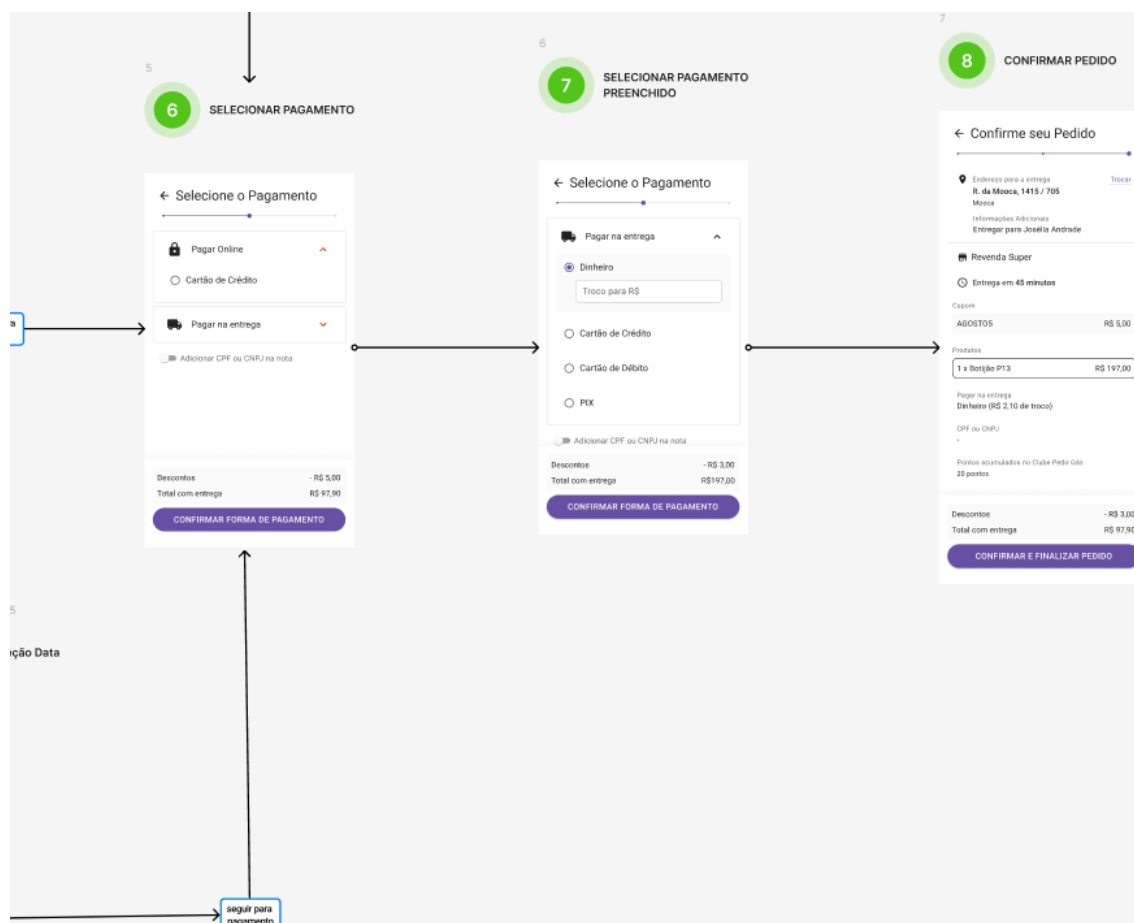 5
6
SELECIONAR PAGAMENTO
← Selecione o Pagamento
Pagar Online
Cartão de Crédito
Pagar na entrega
Adicionar CPF ou CNPJ na nota
Descontos - R$ 5,00
Total com entrega R$ 97,90
CONFIRMAR FORMA DE PAGAMENTO
6
7
SELECIONAR PAGAMENTO
PREENCHIDO
← Selecione o Pagamento
Pagar na entrega
Dinheiro
Troco para R$
Cartão de Crédito
Cartão de Débito
PIX
Adicionar CPF ou CNPJ na nota
Descontos - R$ 3,00
Total com entrega R$197,00
CONFIRMAR FORMA DE PAGAMENTO
7
8
CONFIRMAR PEDIDO
← Confirme seu Pedido
Endereço para a entrega Trocar
R. da Mooca, 1415 / 705
Mooca
Informações Adicionais
Entregar para Josélia Andrade
Revenda Super
Entrega em 45 minutos
Cupom
AGOSTO5 R$ 5,00
Produtos
1 x Botijão P13 R$ 197,00
Pagar na entrega
Dinheiro (R$ 2,10 de troco)
CPF ou CNPJ
-
Pontos acumulados no Clube Pedir Gás
20 pontos
Descontos - R$ 3,00
Total com entrega R$ 97,90
CONFIRMAR E FINALIZAR PEDIDO
5
ção Data
seguir para
pagamento